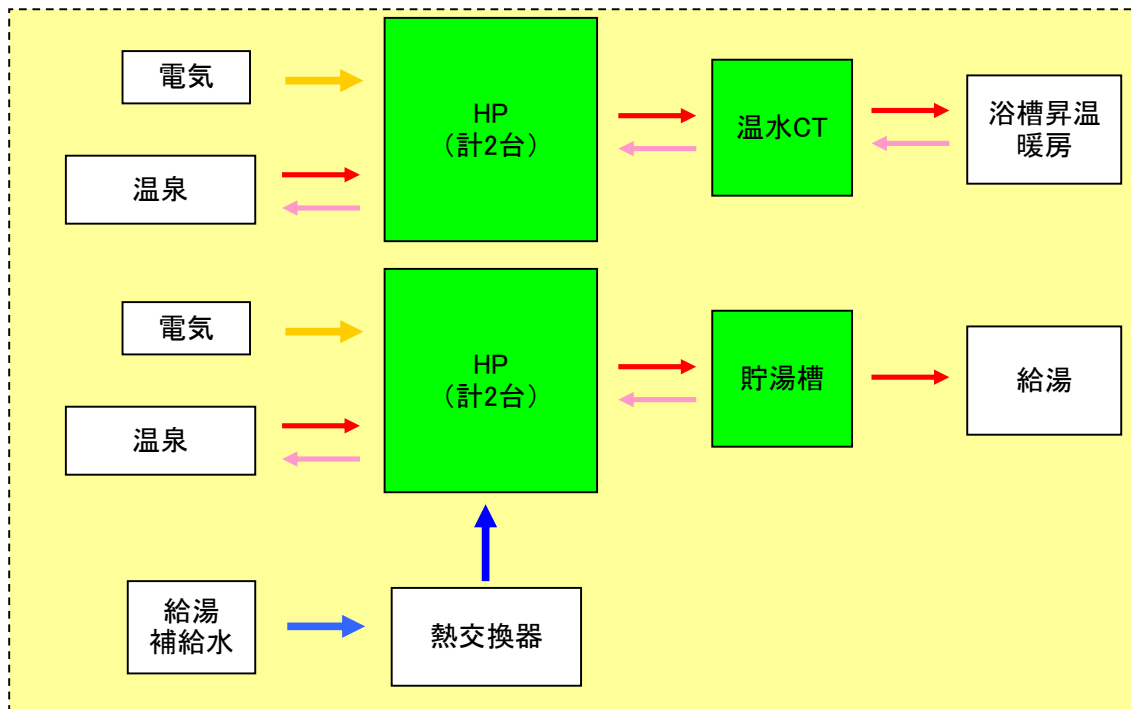 電気
HP
（計2台）
温水CT
浴槽昇温
暖房
温泉
電気
HP
（計2台）
貯湯槽
給湯
温泉
給湯
補給水
熱交換器